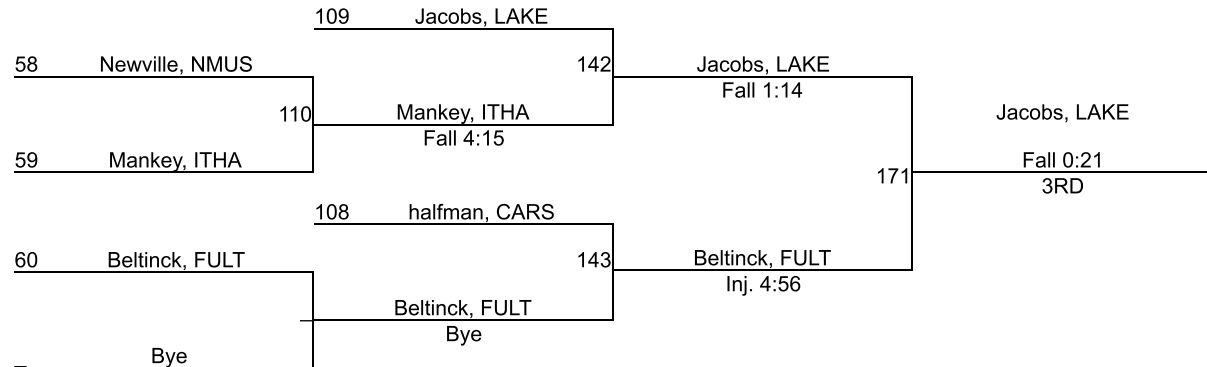 109 Jacobs, LAKE
58 Newville, NMUS
142
Jacobs, LAKE
Fall 1:14
110
Mankey, ITHA
Fall 4:15
Jacobs, LAKE
59 Mankey, ITHA
Fall 0:21
171
3RD
108 halfman, CARS
60 Beltinck, FULT
143
Beltinck, FULT
Inj. 4:56
Beltinck, FULT
Bye
Bye